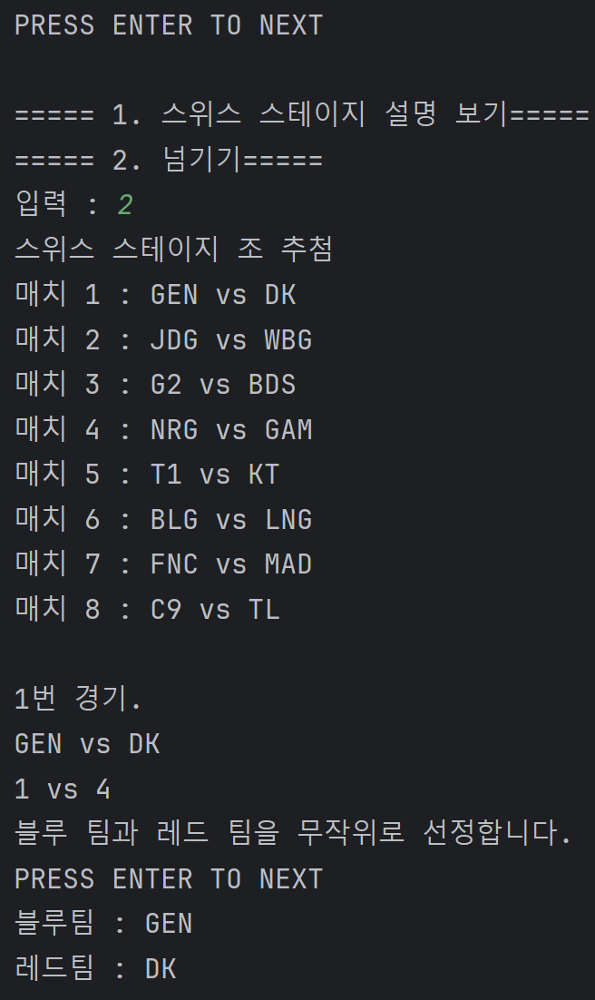 PRESS ENTER TO NEXT
===== 1. 스위스 스테이지 설명 보기=====
===== 2. 넘기기=====
입력 : 2
스위스 스테이지 조 추첨
매치 1 : GEN vs DK
매치 2 : JDG vs WBG
매치 3 : G2 vs BDS
매치 4 : NRG vs GAM
매치 5 : T1 vs KT
매치 6 : BLG vs LNG
매치 7 : FNC vs MAD
매치 8 : C9 vs TL
1번 경기.
GEN vs DK
1 vs 4
블루 팀과 레드 팀을 무작위로 선정합니다.
PRESS ENTER TO NEXT
블루팀 : GEN
레드팀 : DK